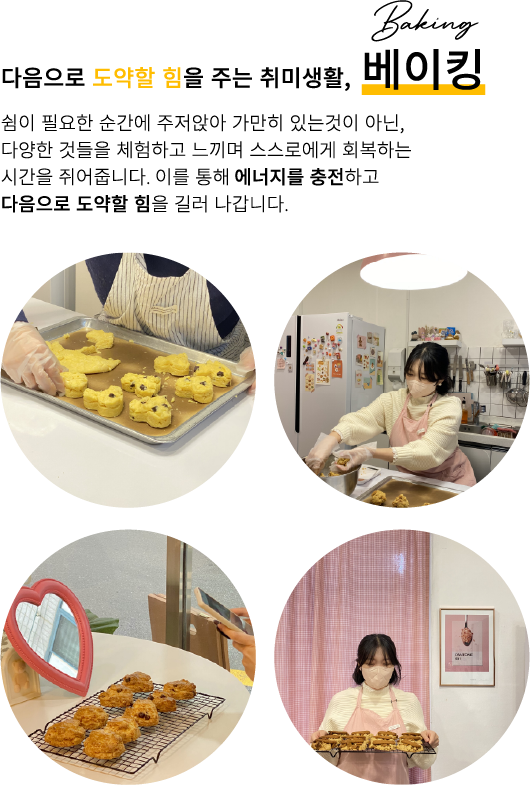 Baking
다음으로 도약할 힘을 주는 취미생활, 베이킹
쉼이 필요한 순간에 주저앉아 가만히 있는것이 아닌,
다양한 것들을 체험하고 느끼며 스스로에게 회복하는
시간을 쥐어줍니다. 이를 통해 에너지를 충전하고
다음으로 도약할 힘을 길러 나갑니다.